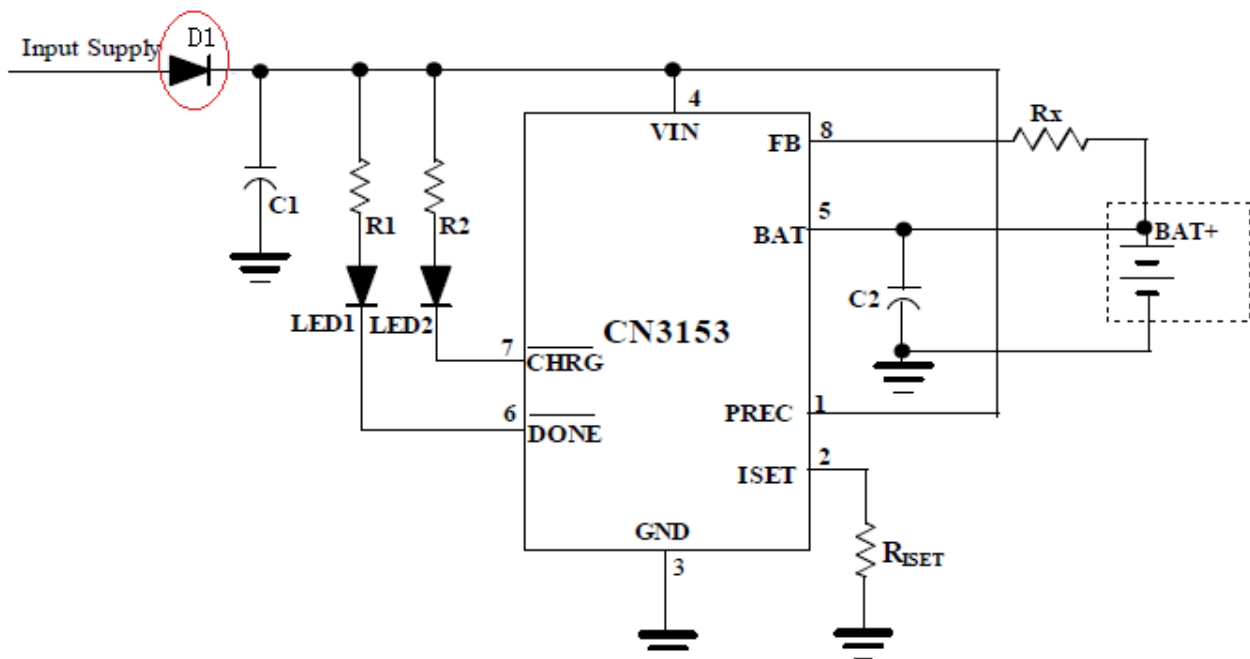 D1
Input Supply
4
VIN
8
Rx
FB
C1
R1
R2
5
BAT
BAT+
C2
LED1
LED2
CN3153
7
CHRG
6
DONE
PREC
1
ISET
2
GND
3
RISET